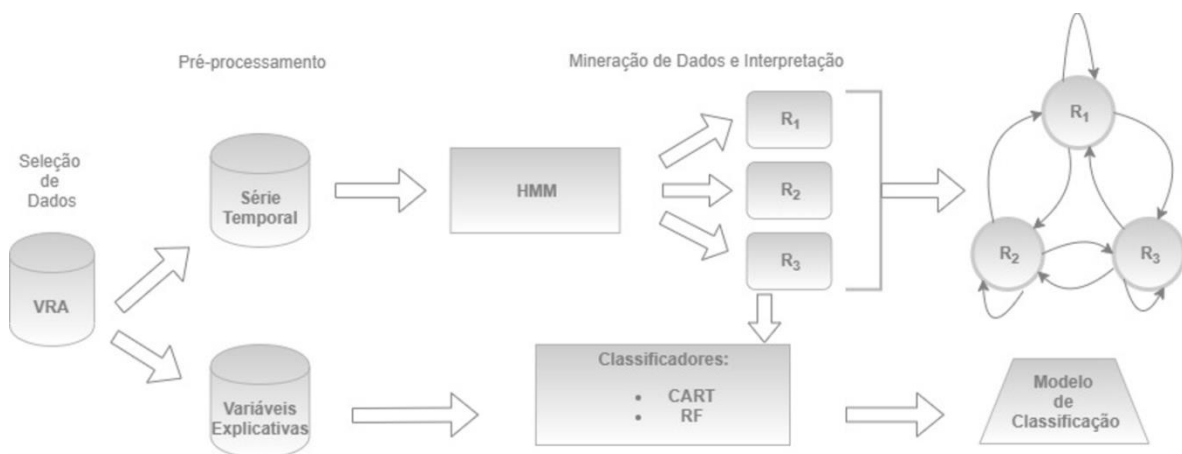 Pré-processamento
Mineração de Dados e Interpretação
Seleção
de
Dados
VRA
Série
Temporal
HMM
R1
R2
R3
R1
R2
R3
Variáveis
Explicativas
Classificadores:
• CART
• RF
Modelo
de
Classificação